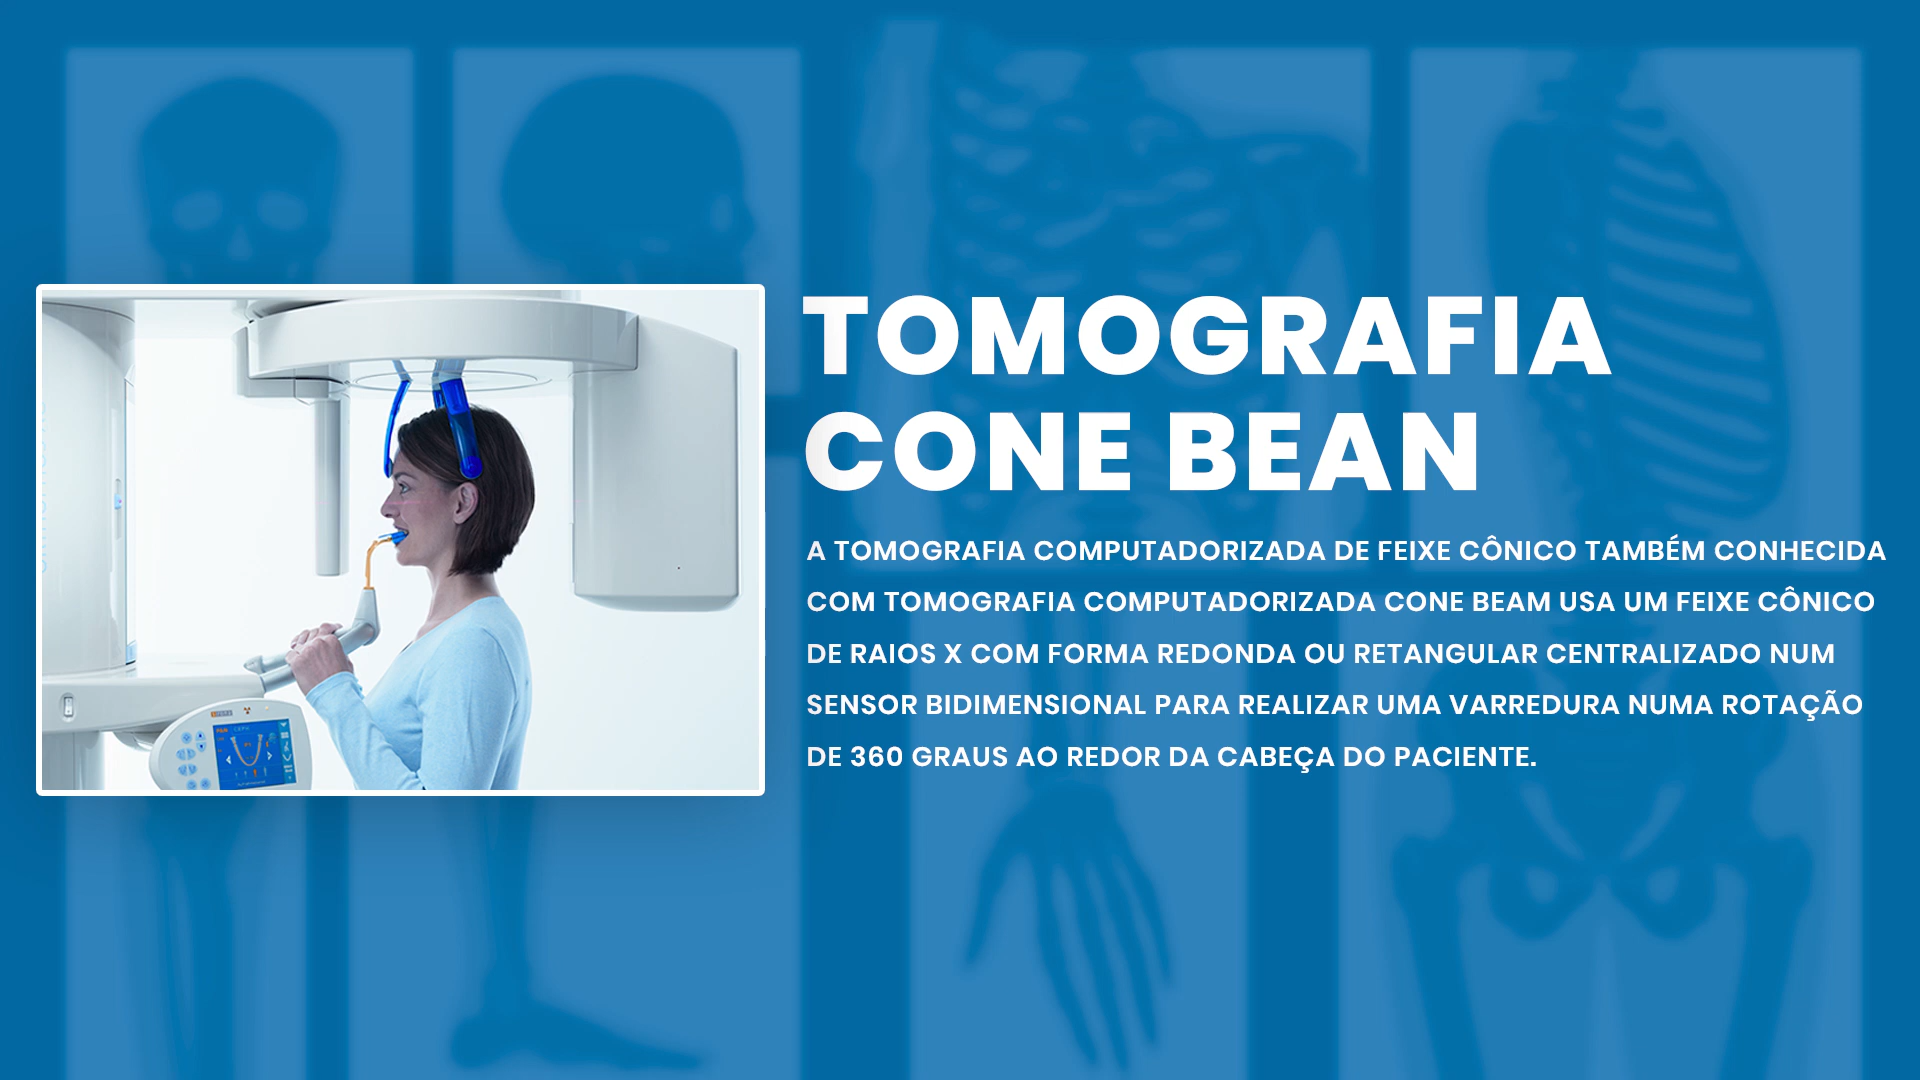 TOMOGRAFIA
CONE BEAN
A TOMOGRAFIA COMPUTADORIZADA DE FEIXE CÔNICO TAMBÉM CONHECIDA
COM TOMOGRAFIA COMPUTADORIZADA CONE BEAM USA UM FEIXE CÔNICO
DE RAIOS X COM FORMA REDONDA OU RETANGULAR CENTRALIZADO NUM
SENSOR BIDIMENSIONAL PARA REALIZAR UMA VARREDURA NUMA ROTAÇÃO
DE 360 GRAUS AO REDOR DA CABEÇA DO PACIENTE.